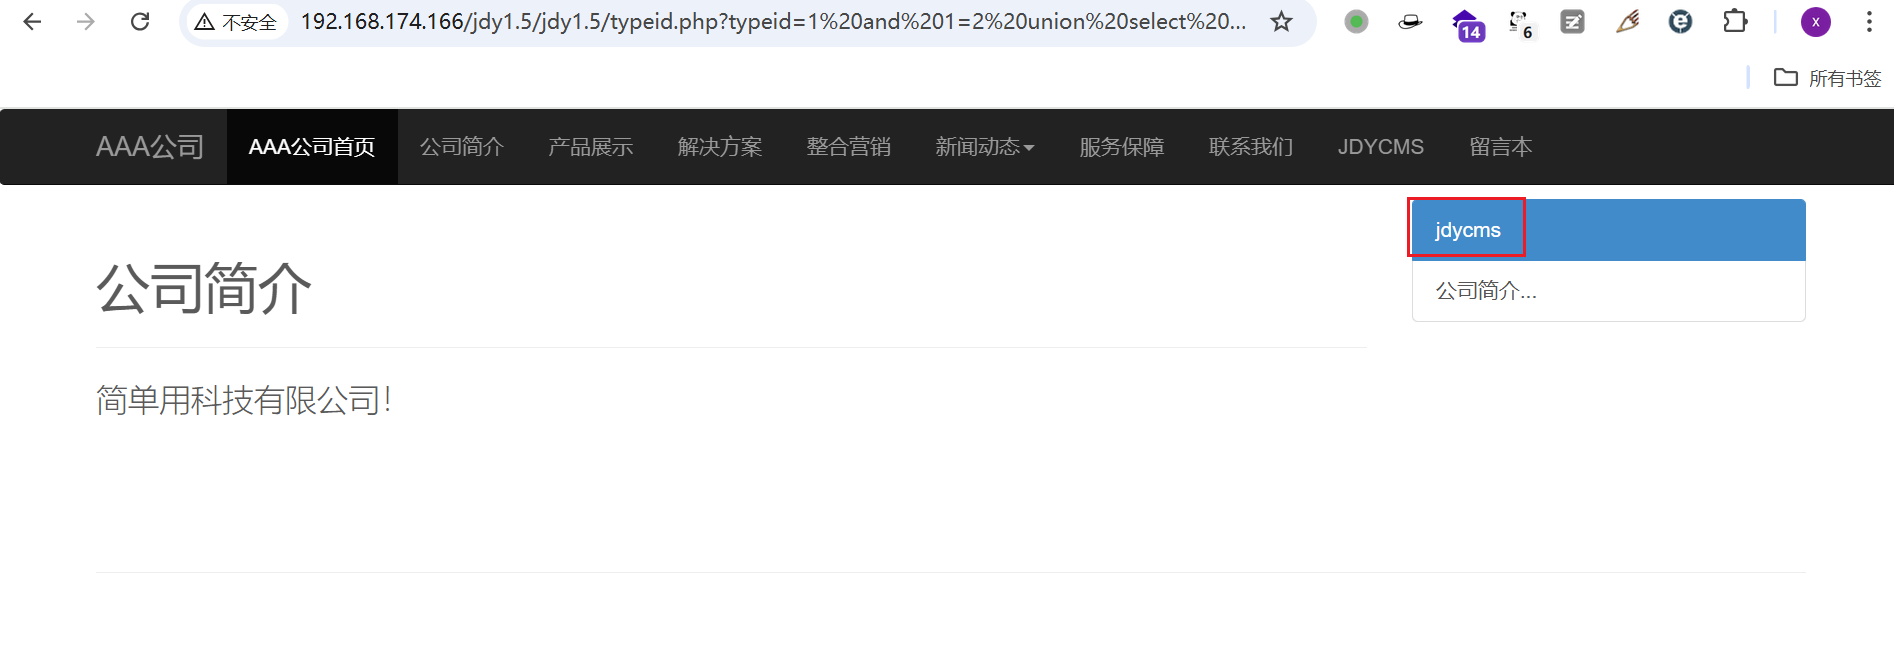 不安全 192.168.174.166/jdy1.5/jdy1.5/typeid.php?typeid=1%20and%201=2%20union%20select%20... 14 6 x
所有书签
AAA公司 AAA公司首页 公司简介 产品展示 解决方案 整合营销 新闻动态 服务保障 联系我们 JDYCMS 留言本
jdycms
公司简介...
公司简介
简单用科技有限公司！